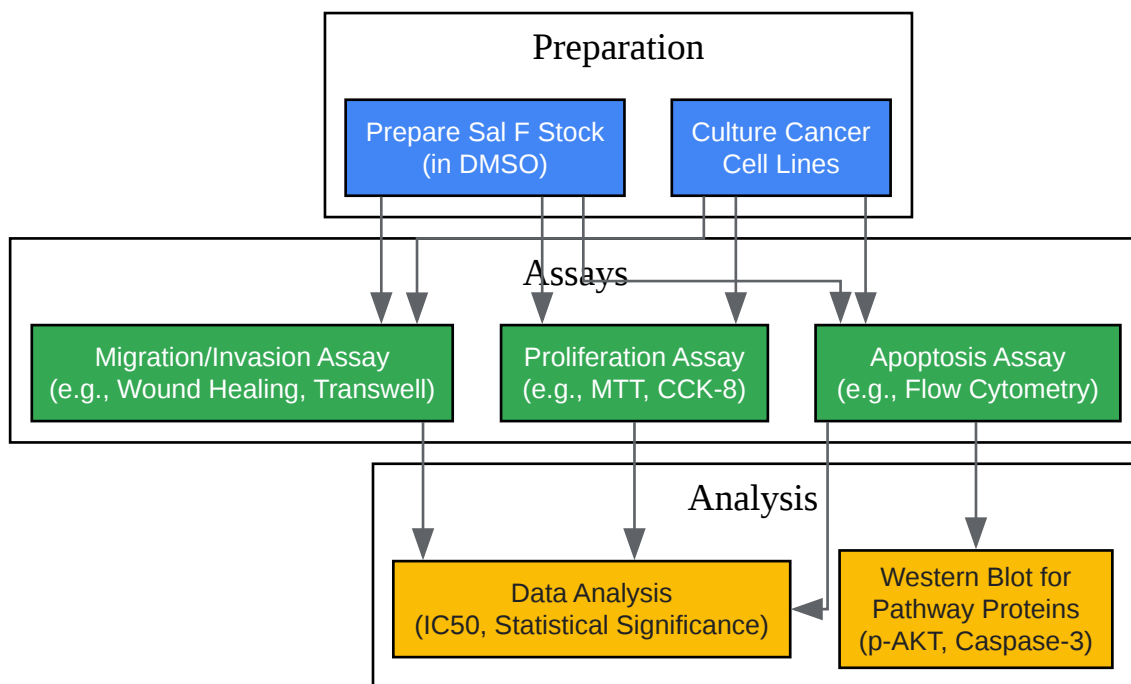 Preparation
Prepare Sal F Stock
(in DMSO)
Culture Cancer
Cell Lines
Assays
Migration/Invasion Assay
(e.g., Wound Healing, Transwell)
Proliferation Assay
(e.g., MTT, CCK-8)
Apoptosis Assay
(e.g., Flow Cytometry)
Analysis
Data Analysis
(IC50, Statistical Significance)
Western Blot for
Pathway Proteins
(p-AKT, Caspase-3)